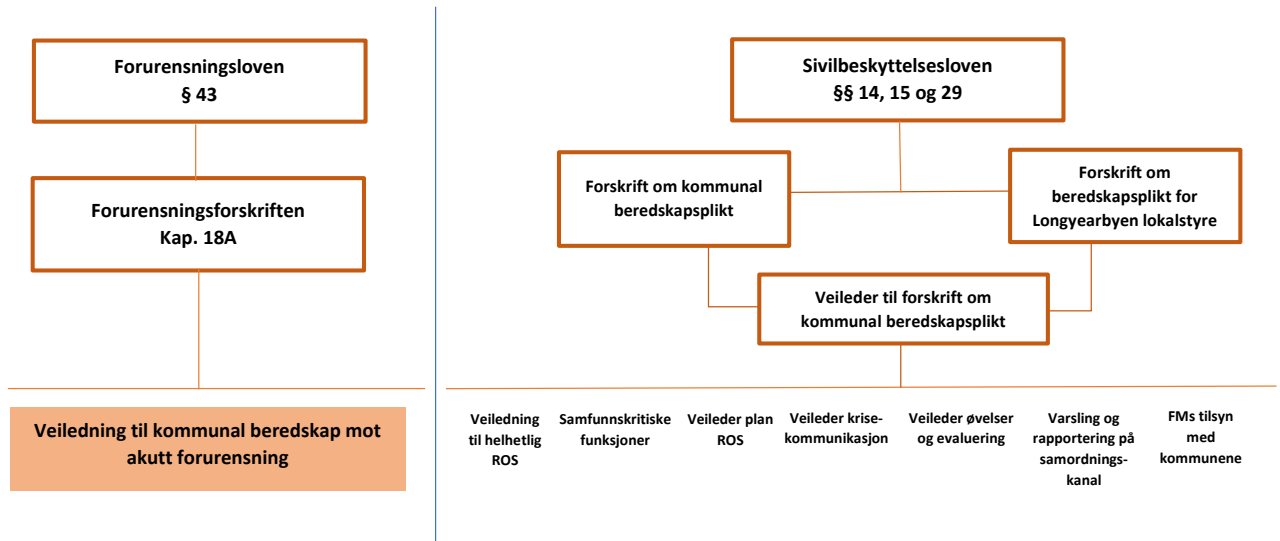 Forurensningsloven
§ 43
Forurensningsforskriften
Kap. 18A
Veiledning til kommunal beredskap mot
akutt forurensning
Sivilbeskyttelsesloven
§§ 14, 15 og 29
Forskrift om kommunal
beredskapsplikt
Forskrift om
beredskapsplikt for
Longyearbyen lokalstyre
Veileder til forskrift om
kommunal beredskapsplikt
Veiledning
til helhetlig
ROS
Samfunnskritiske
funksjoner
Veileder plan
ROS
Veileder krise-
kommunikasjon
Veileder øvelser
og evaluering
Varsling og
rapportering på
samordnings-
kanal
FMs tilsyn
med
kommunene